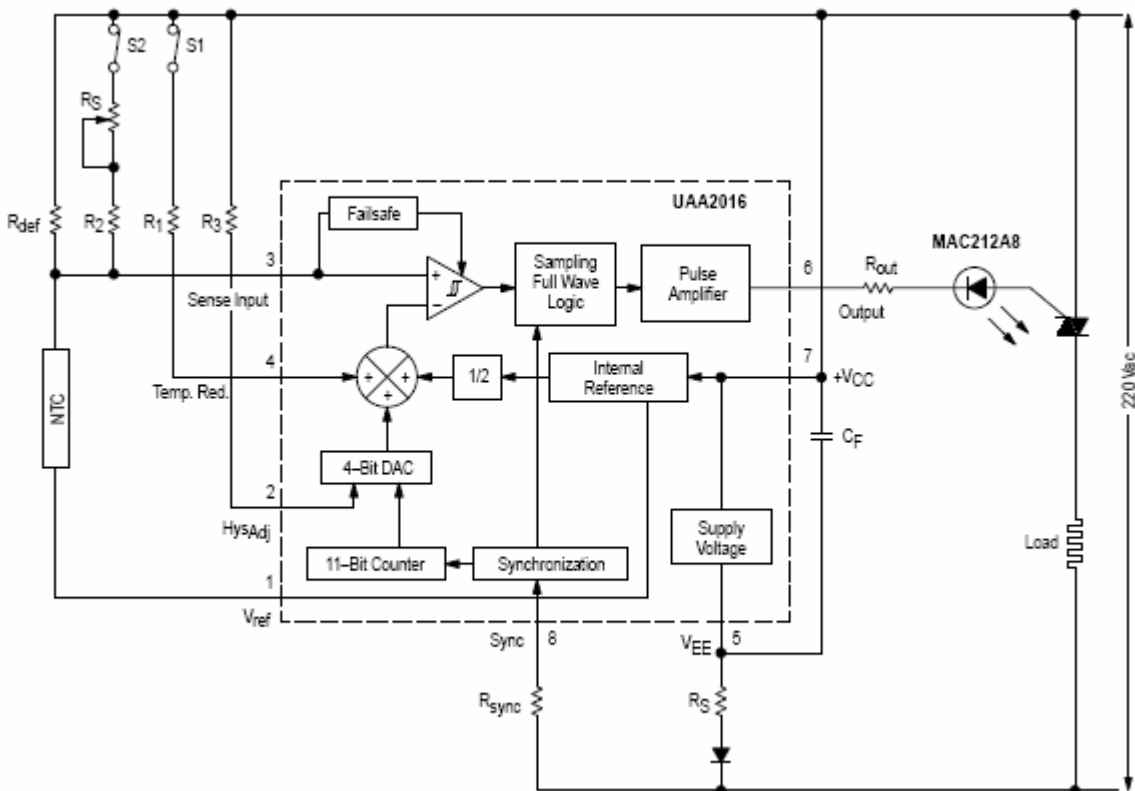 S2
S1
RS
UAA2016
Failsafe
Rdef
R2
R1
R3
MAC212A8
3
+
−
Sampling
Full Wave
Logic
Pulse
Amplifier
6
Rout
Sense Input
Output
4
+
+
+
1/2
Internal
Reference
7
+VCC
Temp. Red.
220 Vac
NTC
CF
4–Bit DAC
2
HysAdj
Supply
Voltage
Load
11–Bit Counter
Synchronization
1
Vref
Sync
8
VEE
5
Rsync
RS